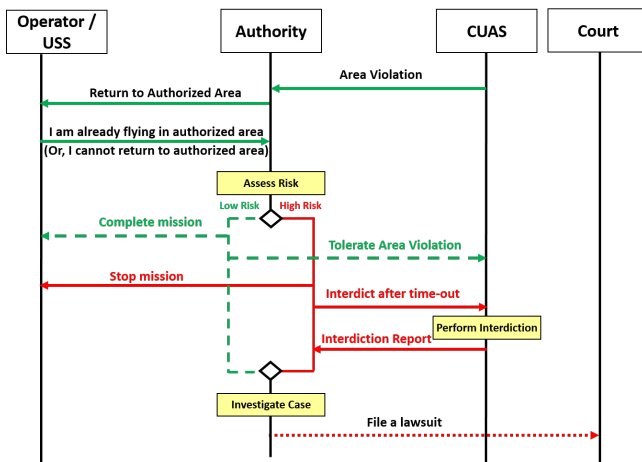 Operator /
USS
Authority
CUAS
Court
Area Violation
Return to Authorized Area
I am already flying in authorized area
(Or, I cannot return to authorized area)
Assess Risk
Low Risk
High Risk
Complete mission
Tolerate Area Violation
Stop mission
Interdict after time-out
Perform Interdiction
Interdiction Report
Investigate Case
File a lawsuit